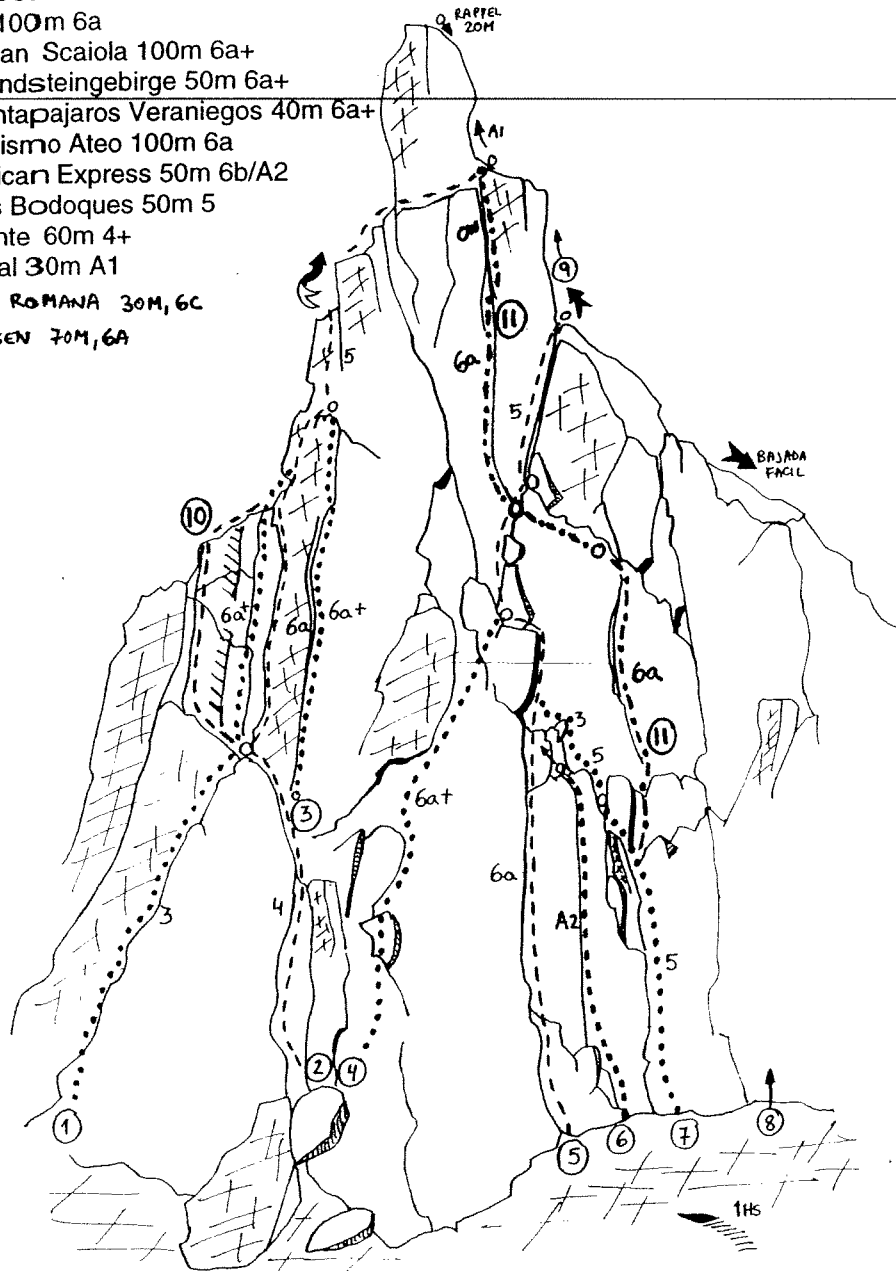 100m 6a
an Scaiola 100m 6a+
ndsteingebirge 50m 6a+
ntapajaros Veraniegos 40m 6a+
ismo Ateo 100m 6a
ican Express 50m 6b/A2
s Bodoques 50m 5
nte 60m 4+
al 30m A1
ROMANA 30M, 6C
SEN 70M, 6A
RAPPEL
20M
A1
9
11
5
6a
5
BAJADA
FACIL
10
6a+
6a
6a+
6a
3
11
5
3
6a+
6a
4
3
A2
5
2
4
1
5
6
7
8
1HS